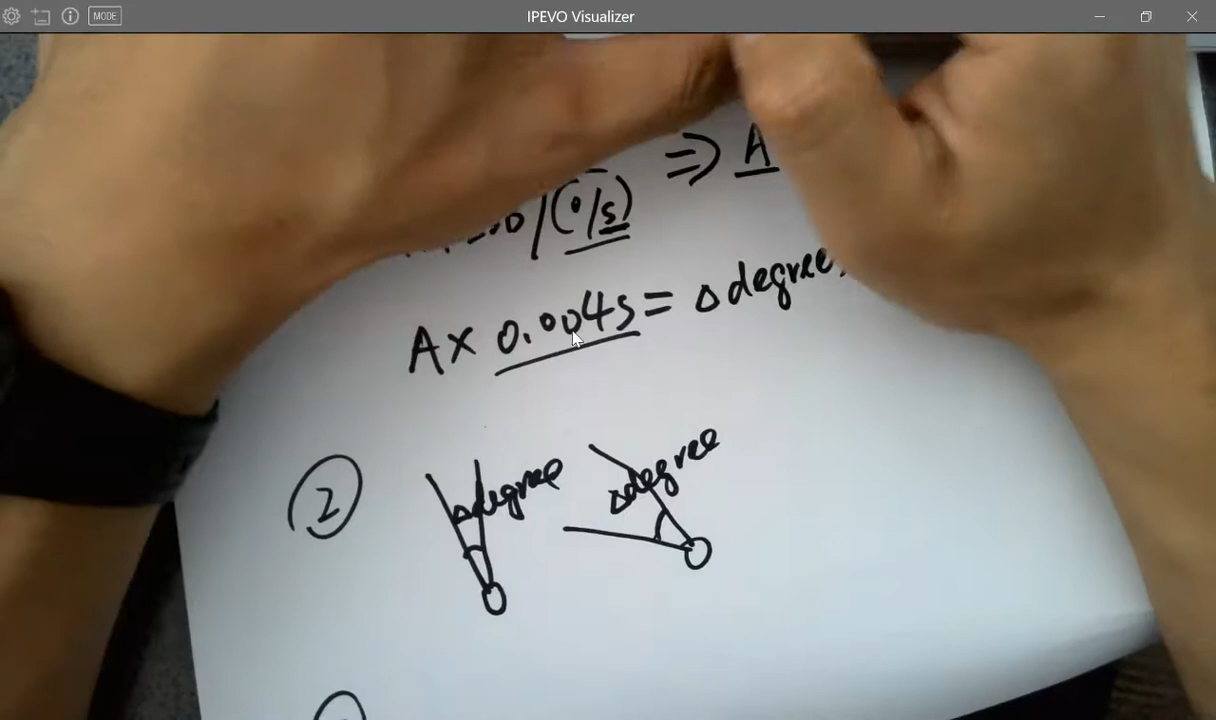 MODE
IPEVO Visualizer
⇒ A
/(°/s)
A × 0.004s = Δdegree
② Δdegree Δdegree